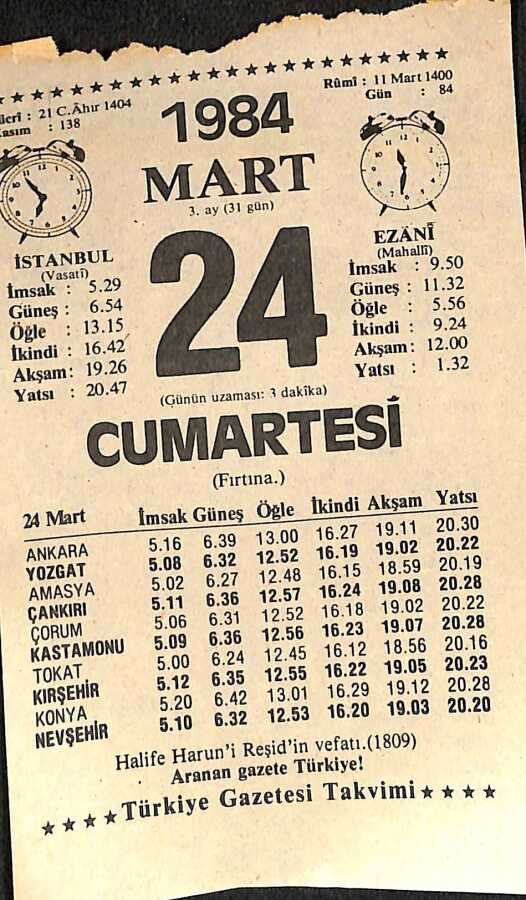 ★★★★★★★★★★★★★★★★★★★★★★
: 21 C.Âhır 1404
: 138
1984
MART
3. ay (31 gün)
24
(Günün uzaması: 3 dakîka)
Rûmî : 11 Mart 1400
Gün : 84
İSTANBUL
(Vasatî)
İmsak : 5.29
Güneş : 6.54
Öğle : 13.15
İkindi : 16.42
Akşam: 19.26
Yatsı : 20.47
EZÂNÎ
(Mahallî)
İmsak : 9.50
Güneş : 11.32
Öğle : 5.56
İkindi : 9.24
Akşam: 12.00
Yatsı : 1.32
CUMARTESİ
(Fırtına.)
24 Mart İmsak Güneş Öğle İkindi Akşam Yatsı
ANKARA 5.16 6.39 13.00 16.27 19.11 20.30
YOZGAT 5.08 6.32 12.52 16.19 19.02 20.22
AMASYA 5.02 6.27 12.48 16.15 18.59 20.19
ÇANKIRI 5.11 6.36 12.57 16.24 19.08 20.28
ÇORUM 5.06 6.31 12.52 16.18 19.02 20.22
KASTAMONU 5.09 6.36 12.56 16.23 19.07 20.28
TOKAT 5.00 6.24 12.45 16.12 18.56 20.16
KIRŞEHİR 5.12 6.35 12.55 16.22 19.05 20.23
KONYA 5.20 6.42 13.01 16.29 19.12 20.28
NEVŞEHİR 5.10 6.32 12.53 16.20 19.03 20.20
Halife Harun'i Reşid'in vefatı.(1809)
Aranan gazete Türkiye!
★★★★Türkiye Gazetesi Takvimi★★★★